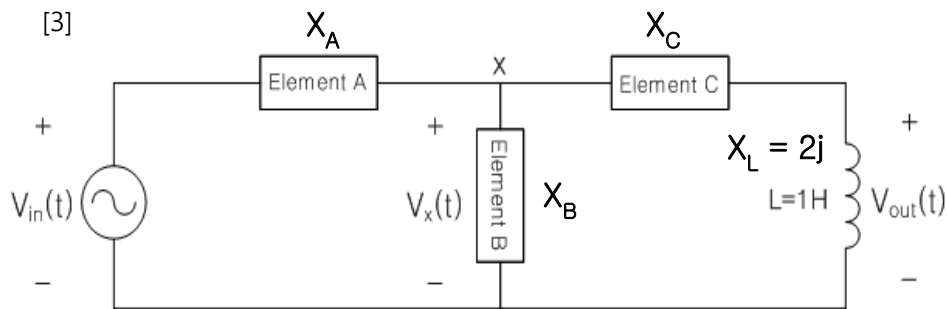 [3]
X_A
X_C
Element A
X
Element C
+
+
+
X_L = 2j
V_in(t)
V_x(t)
Element B
X_B
L=1H
V_out(t)
−
−
−